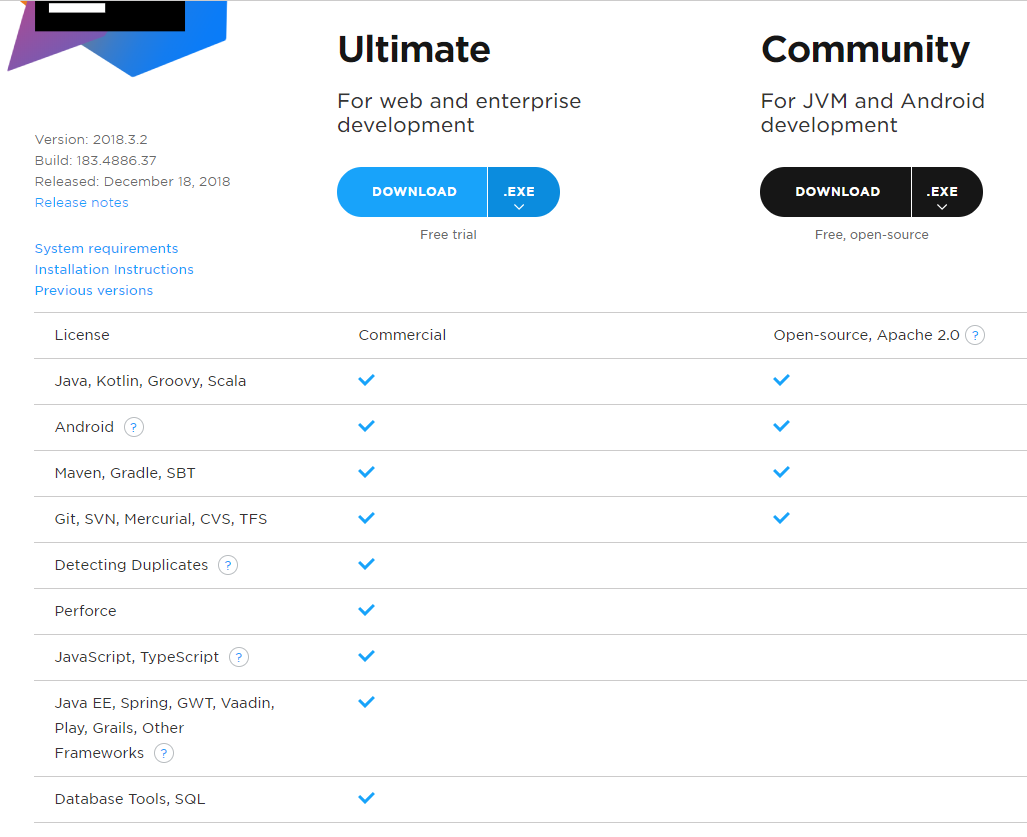 Ultimate
Community
For web and enterprise
development
For JVM and Android
development
Version: 2018.3.2
Build: 183.4886.37
Released: December 18, 2018
Release notes
DOWNLOAD .EXE
DOWNLOAD .EXE
Free trial
Free, open-source
System requirements
Installation Instructions
Previous versions
License Commercial Open-source, Apache 2.0 ?
Java, Kotlin, Groovy, Scala
Android ?
Maven, Gradle, SBT
Git, SVN, Mercurial, CVS, TFS
Detecting Duplicates ?
Perforce
JavaScript, TypeScript ?
Java EE, Spring, GWT, Vaadin,
Play, Grails, Other
Frameworks ?
Database Tools, SQL